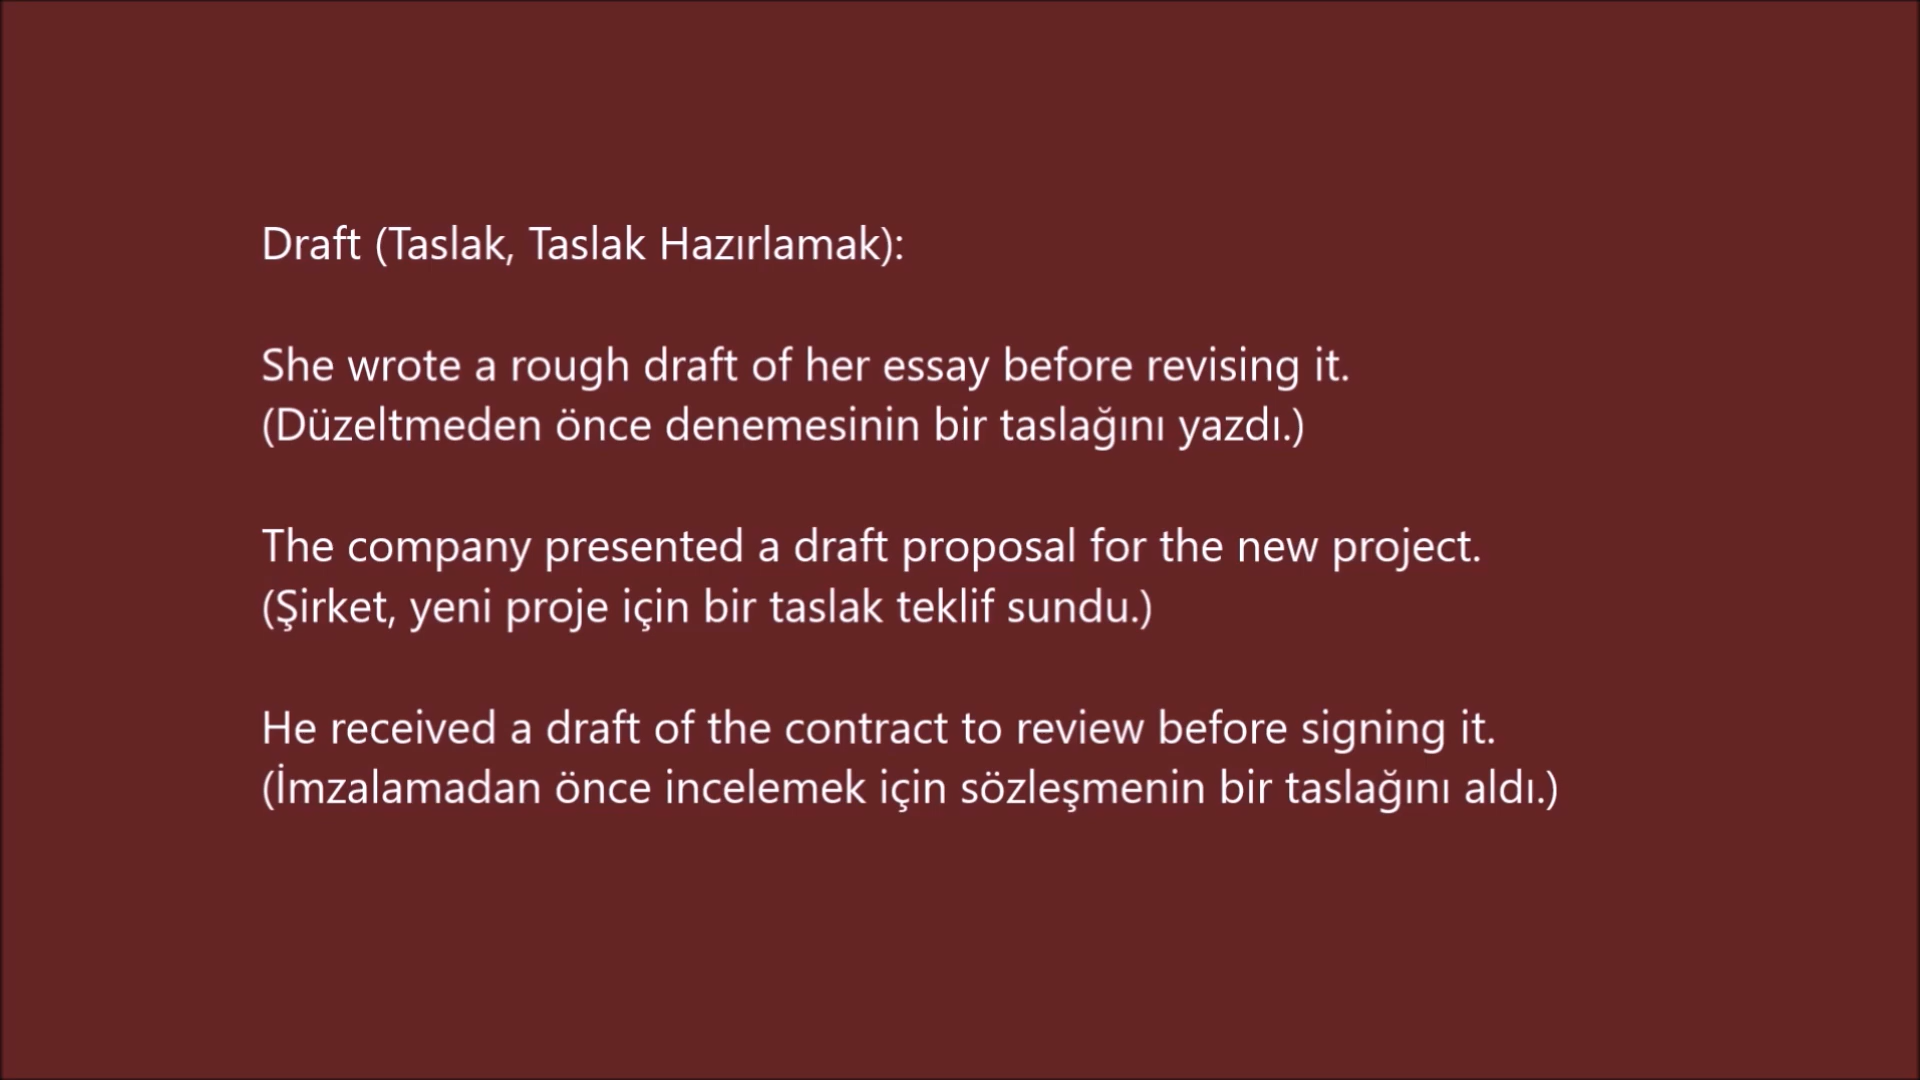 Draft (Taslak, Taslak Hazırlamak):
She wrote a rough draft of her essay before revising it.
(Düzeltmeden önce denemesinin bir taslağını yazdı.)
The company presented a draft proposal for the new project.
(Şirket, yeni proje için bir taslak teklif sundu.)
He received a draft of the contract to review before signing it.
(İmzalamadan önce incelemek için sözleşmenin bir taslağını aldı.)